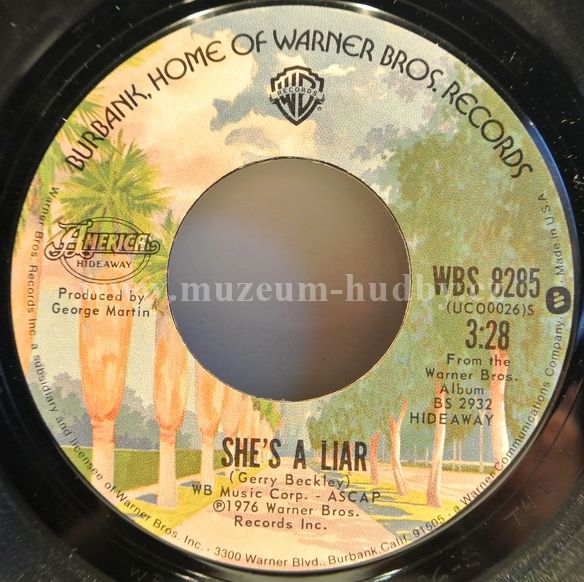 BURBANK, HOME OF WARNER BROS. RECORDS
W RECORDS
AMERICA
HIDEAWAY
Produced by
George Martin
www.muzeum-hudby.cz
WBS 8285
(UCO0026)S
3:28
From the
Warner Bros.
Album
BS 2932
HIDEAWAY
SHE'S A LIAR
(Gerry Beckley)
WB Music Corp. - ASCAP
℗1976 Warner Bros.
Records Inc.
Warner Bros. Records Inc. a subsidiary and licensee of Warner Bros. Inc. - 3300 Warner Blvd., Burbank, Calif. 91505 - a Warner Communications Company. Made in U.S.A.